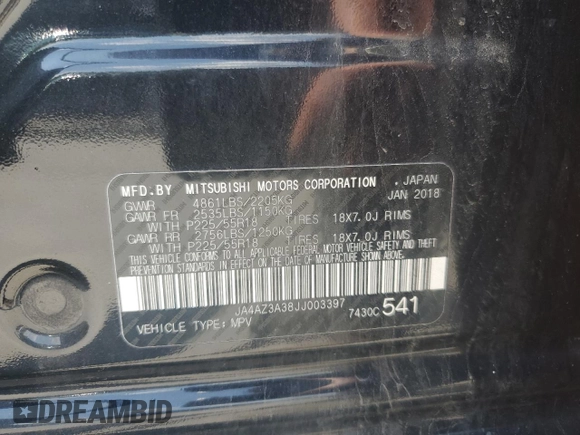 MFD.BY MITSUBISHI MOTORS CORPORATION , JAPAN
GVWR 4861LBS/2205KG JAN 2018
GAWR FR 2535LBS/1150KG
WITH P225/55R18 TIRES 18X7.0J RIMS
GAWR RR 2756LBS/1250KG
WITH P225/55R18 TIRES 18X7.0J RIMS
THIS VEHICLE CONFORMS TO ALL APPLICABLE FEDERAL MOTOR VEHICLE SAFETY AND THEFT
PREVENTION STANDARDS IN EFFECT ON THE DATE OF MANUFACTURE SHOWN ABOVE.
JA4AZ3A38JJ003397
7430C 541
VEHICLE TYPE: MPV
DREAMBID